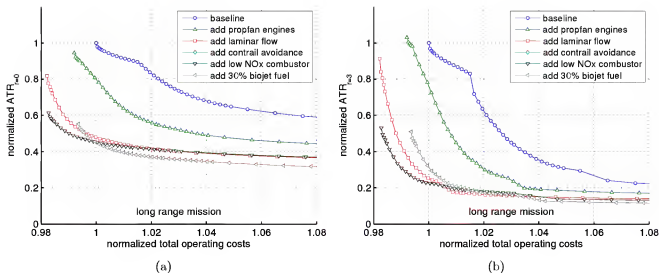 baseline
add propfan engines
add laminar flow
add contrail avoidance
add low NOx combustor
add 30% biojet fuel
1
0.8
0.6
0.4
0.2
0
normalized ATR r=0
long range mission
0.98 1 1.02 1.04 1.06 1.08
normalized total operating costs
(a)
baseline
add propfan engines
add laminar flow
add contrail avoidance
add low NOx combustor
add 30% biojet fuel
1
0.8
0.6
0.4
0.2
0
normalized ATR r=3
long range mission
0.98 1 1.02 1.04 1.06 1.08
normalized total operating costs
(b)